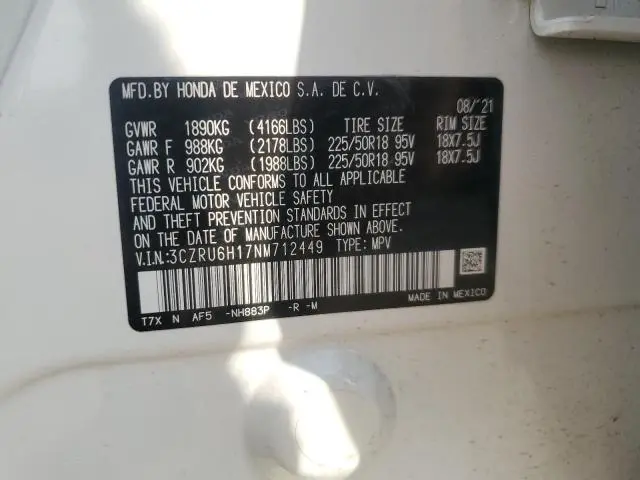 MFD.BY HONDA DE MEXICO S.A. DE C.V.
08/'21
GVWR 1890KG (4166LBS) TIRE SIZE RIM SIZE
GAWR F 988KG (2178LBS) 225/50R18 95V 18X7.5J
GAWR R 902KG (1988LBS) 225/50R18 95V 18X7.5J
THIS VEHICLE CONFORMS TO ALL APPLICABLE
FEDERAL MOTOR VEHICLE SAFETY
AND THEFT PREVENTION STANDARDS IN EFFECT
ON THE DATE OF MANUFACTURE SHOWN ABOVE.
V.I.N.:3CZRU6H17NM712449 TYPE: MPV
T7X N AF5 -NH883P -R -M
MADE IN MEXICO